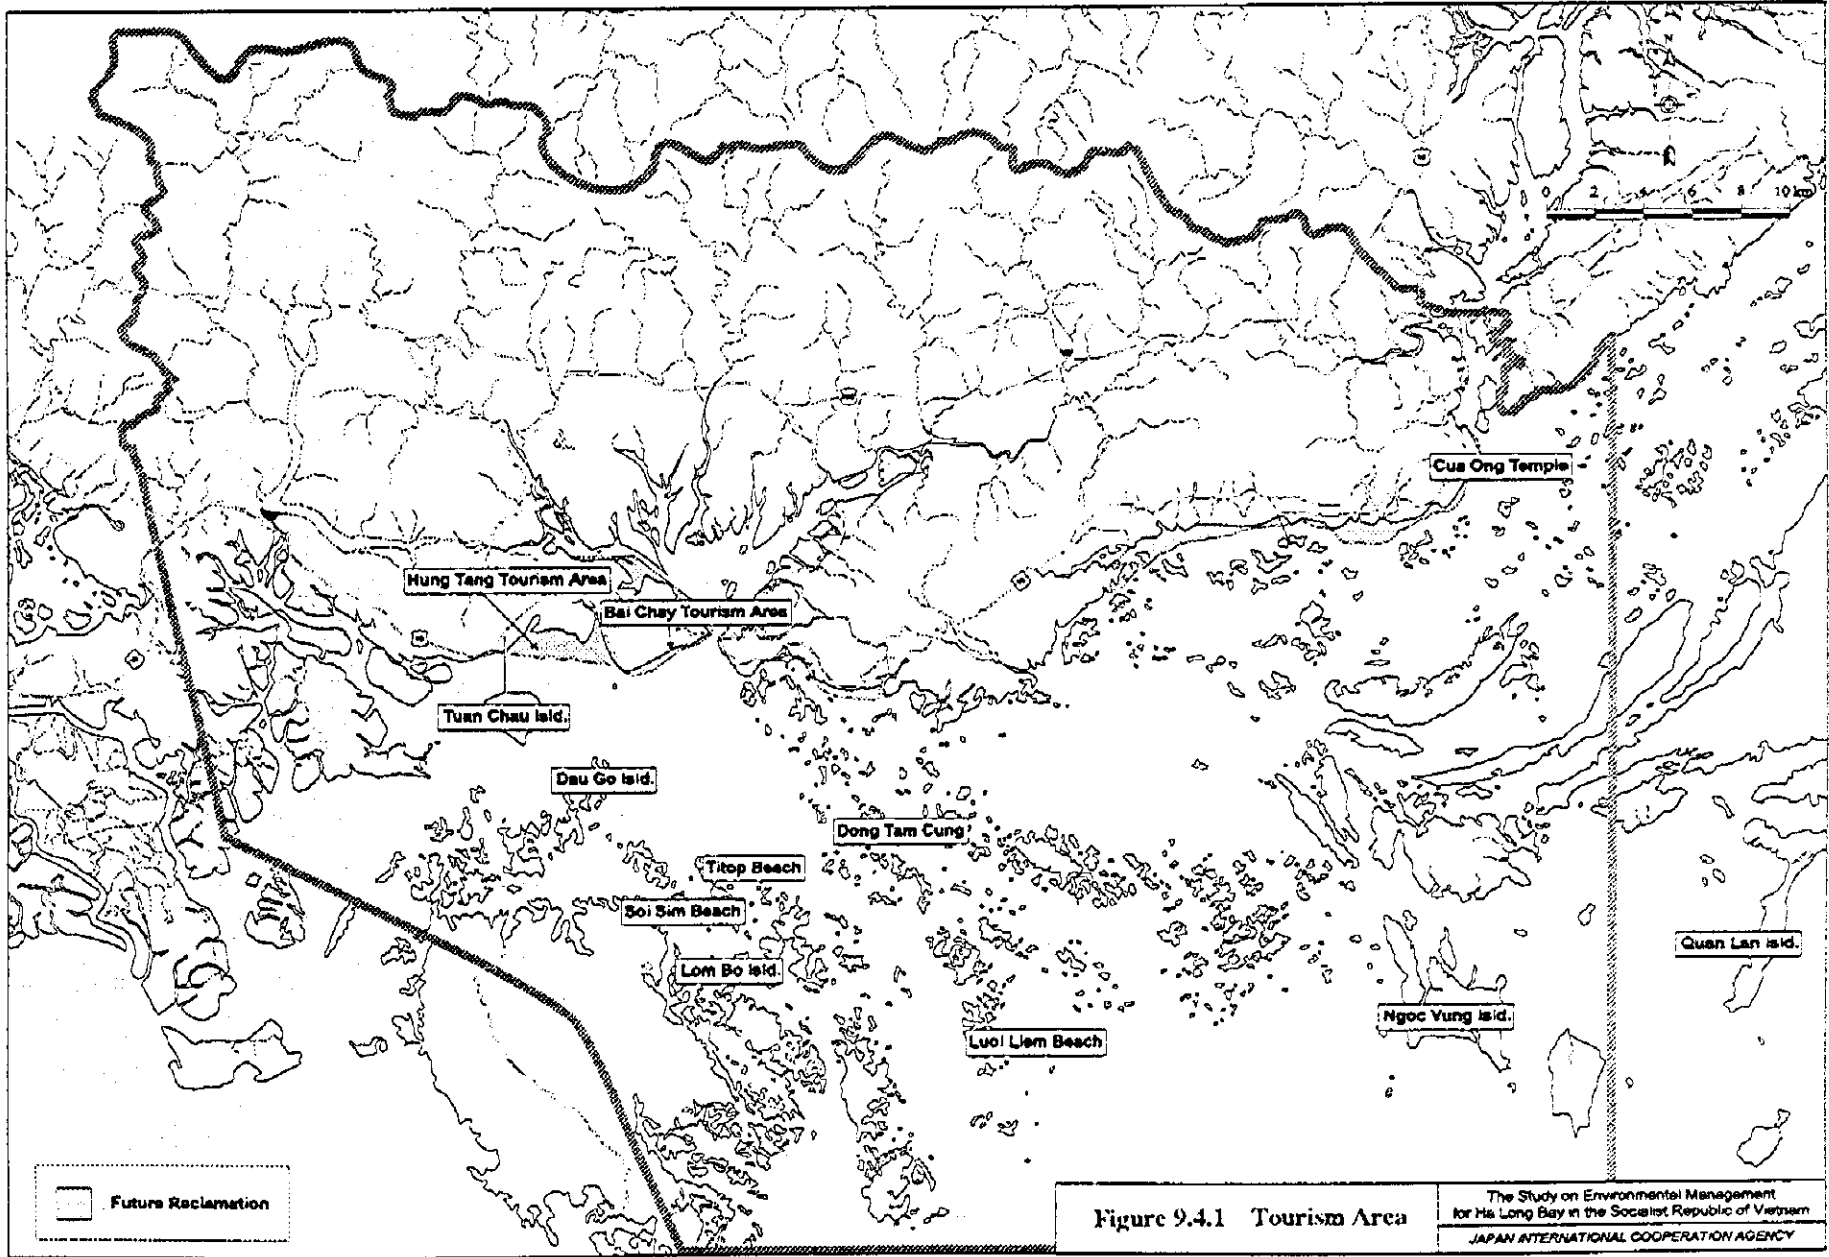 0 2 4 6 8 10 km
Cua Ong Temple
Hung Tang Tourism Area
Bai Chay Tourism Area
Tuan Chau Isld.
Dau Go Isld.
Dong Tam Cung
Titop Beach
Soi Sim Beach
Quan Lan Isld.
Lom Bo Isld.
Ngoc Vung Isld.
Luoi Liem Beach
Future Reclamation
Figure 9.4.1 Tourism Area
The Study on Environmental Management
for Ha Long Bay in the Socialist Republic of Vietnam
JAPAN INTERNATIONAL COOPERATION AGENCY